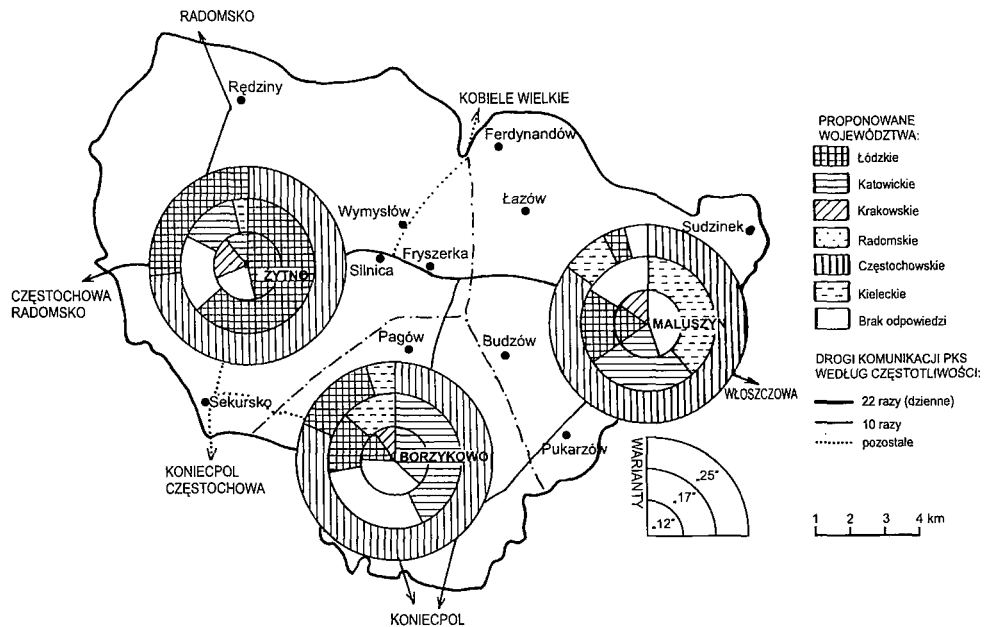 RADOMSKO
Rędziny
KOBIELE WIELKIE
Ferdynandów
Łazów
Sudzinek
Wymysłów
Fryszerka
Silnica
ŻYTNO
CZĘSTOCHOWA
RADOMSKO
MALUSZYN
Pagów
Budzów
WŁOSZCZOWA
Sekursko
BORZYKOWO
Pukarzów
KONIECPOL
CZĘSTOCHOWA
KONIECPOL
WARIANTY
„25"
„17"
„12"
PROPONOWANE
WOJEWÓDZTWA:
Łódzkie
Katowickie
Krakowskie
Radomskie
Częstochowskie
Kieleckie
Brak odpowiedzi
DROGI KOMUNIKACJI PKS
WEDŁUG CZĘSTOTLIWOŚCI:
22 razy (dzienne)
10 razy
pozostałe
1 2 3 4 km